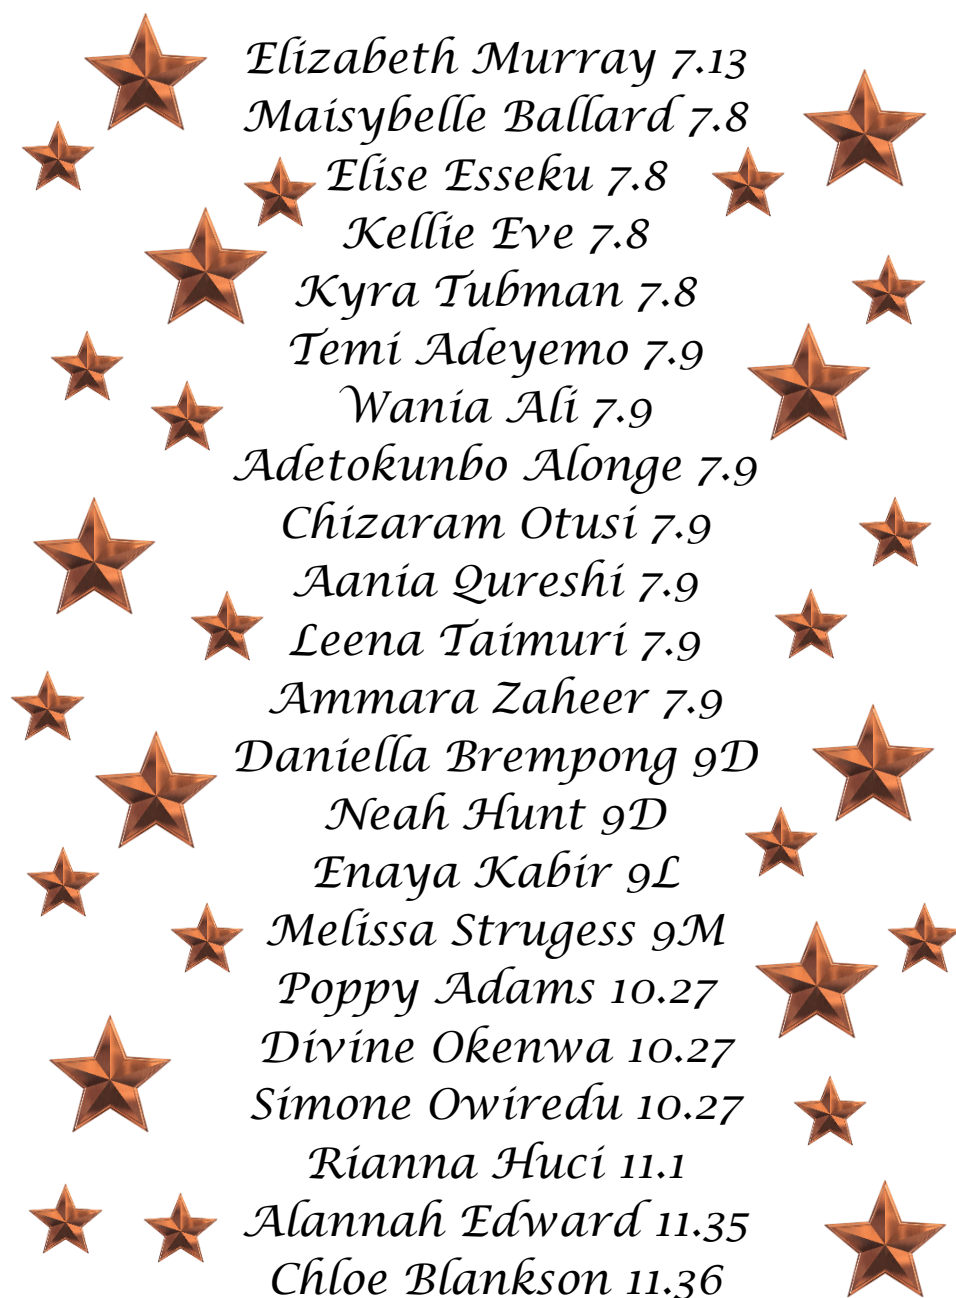 Elizabeth Murray 7.13
Maisybelle Ballard 7.8
Elise Esseku 7.8
Kellie Eve 7.8
Kyra Tubman 7.8
Temi Adeyemo 7.9
Wania Ali 7.9
Adetokunbo Alonge 7.9
Chizaram Otusi 7.9
Aania Qureshi 7.9
Leena Taimuri 7.9
Ammara Zaheer 7.9
Daniella Brempong 9D
Neah Hunt 9D
Enaya Kabir 9L
Melissa Strugess 9M
Poppy Adams 10.27
Divine Okenwa 10.27
Simone Owiredu 10.27
Rianna Huci 11.1
Alannah Edward 11.35
Chloe Blankson 11.36